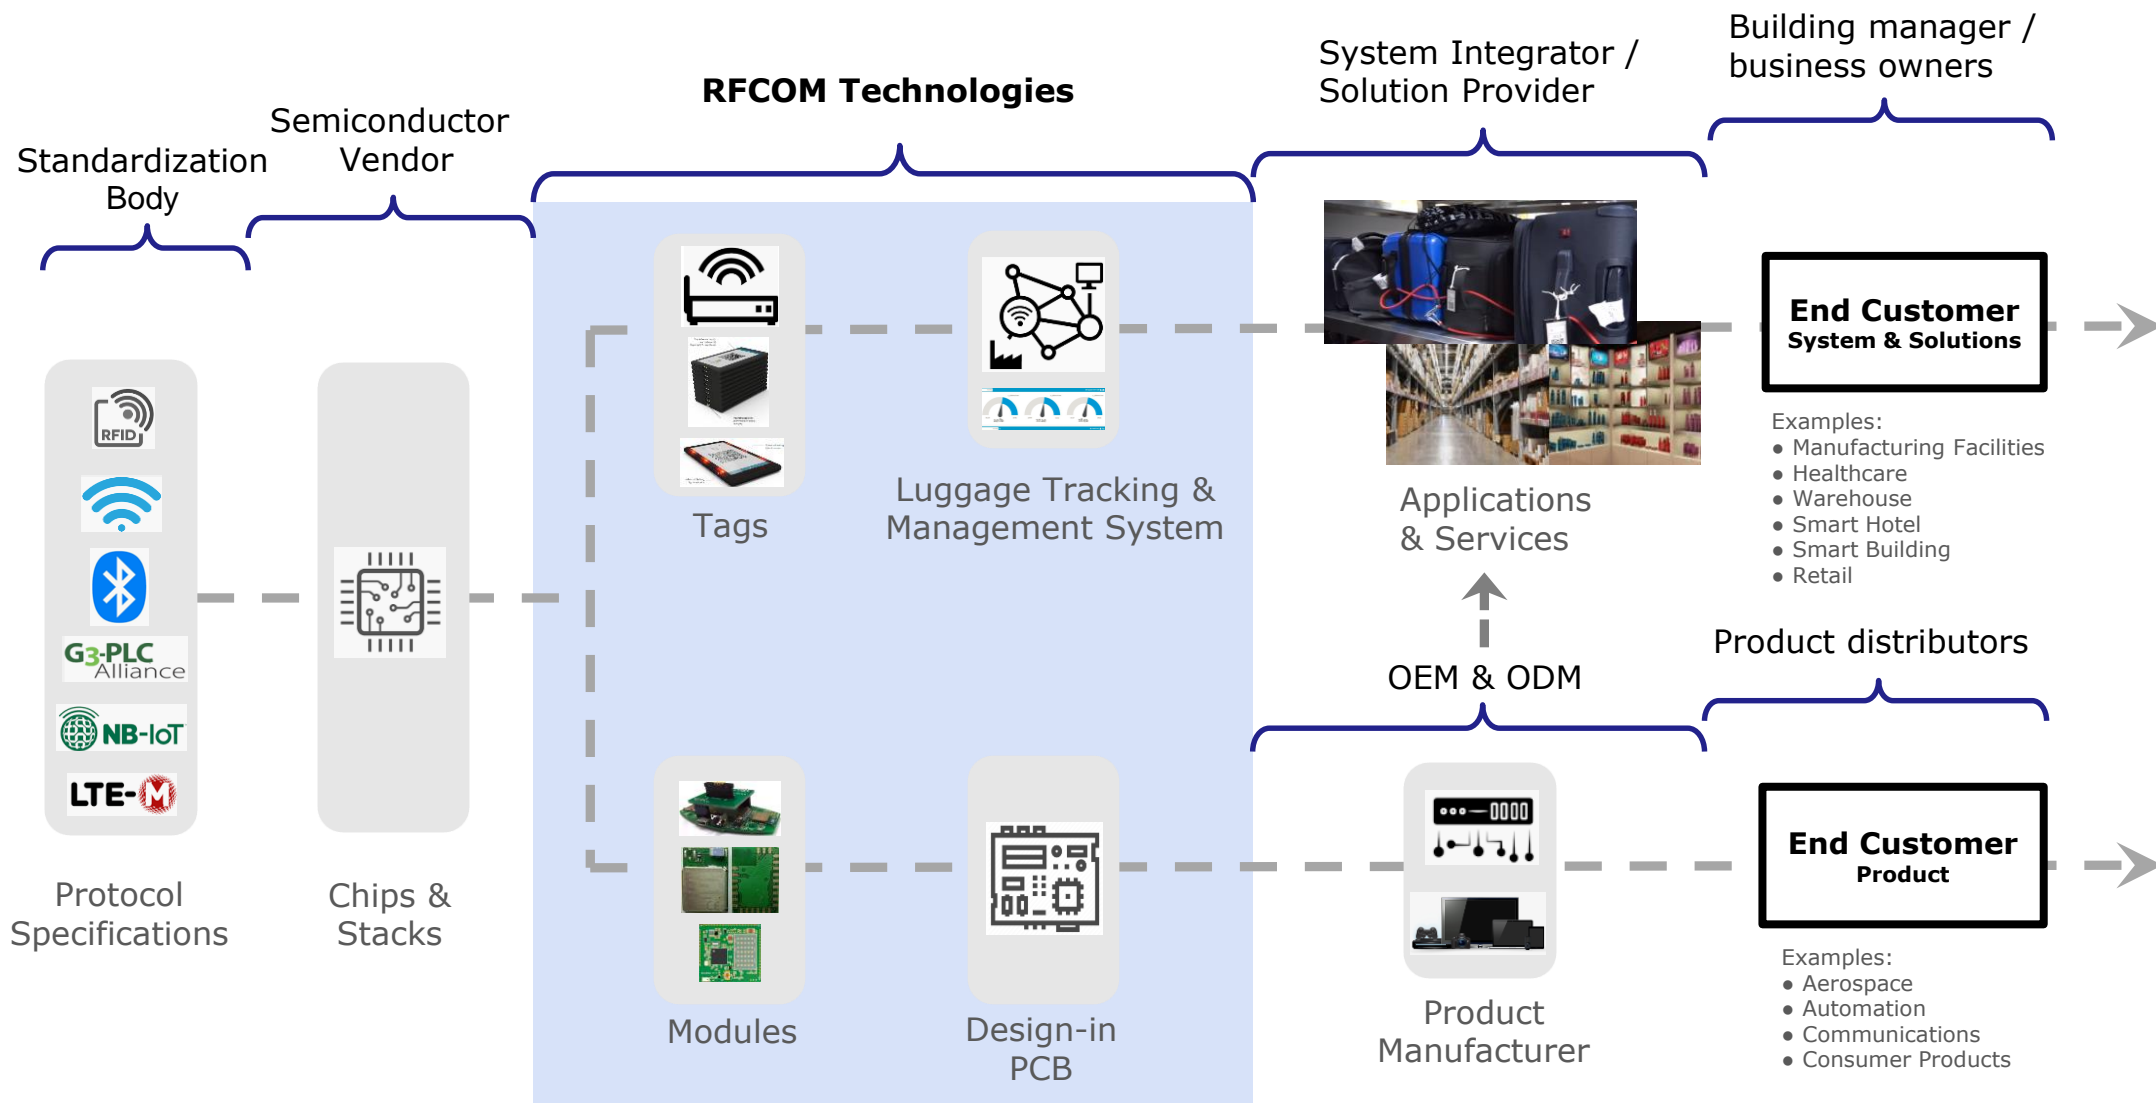 Building manager /
business owners
System Integrator /
Solution Provider
RFCOM Technologies
Semiconductor
Vendor
Standardization
Body
End Customer
System & Solutions
RFID
Examples:
● Manufacturing Facilities
● Healthcare
● Warehouse
● Smart Hotel
● Smart Building
● Retail
Tags
Luggage Tracking &
Management System
Applications
& Services
G3-PLC
Alliance
NB-IoT
LTE-M
OEM & ODM
Product distributors
End Customer
Product
Protocol
Specifications
Chips &
Stacks
Modules
Design-in
PCB
Product
Manufacturer
Examples:
● Aerospace
● Automation
● Communications
● Consumer Products